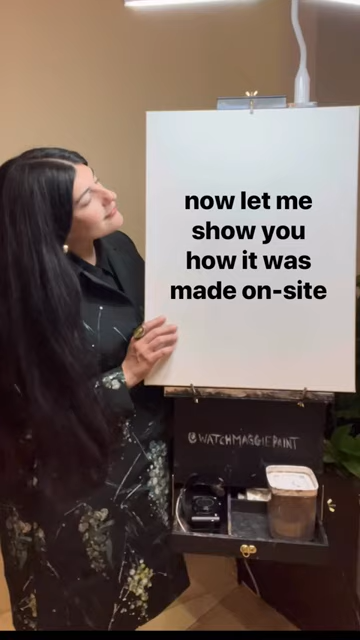 now let me
show you
how it was
made on-site
@WATCHMAGGIEPAINT